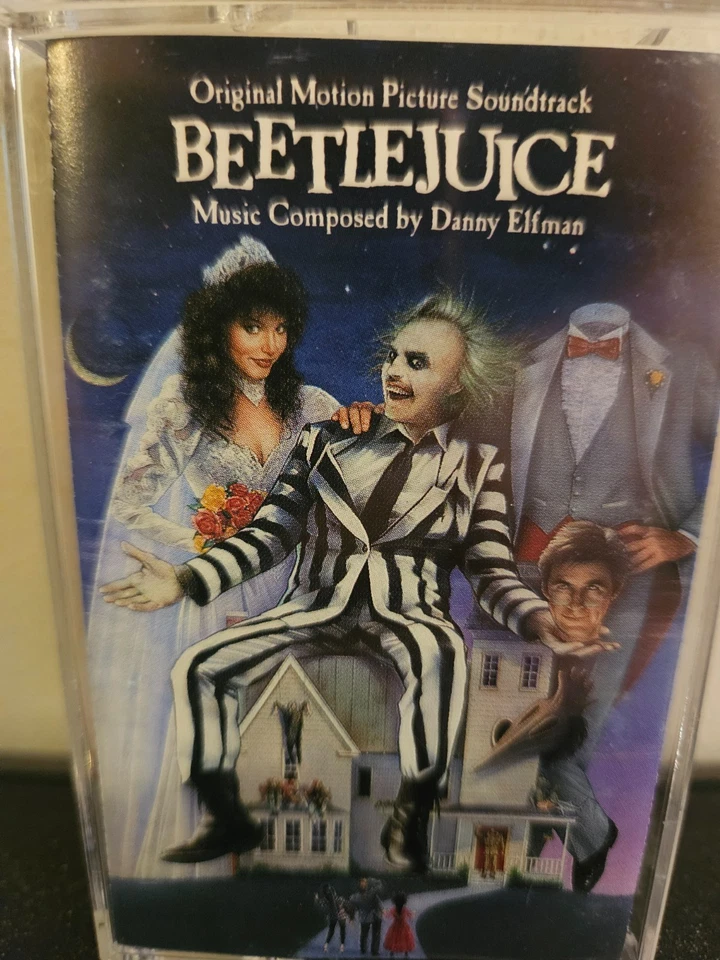 Original Motion Picture Soundtrack
BEETLEJUICE
Music Composed by Danny Elfman